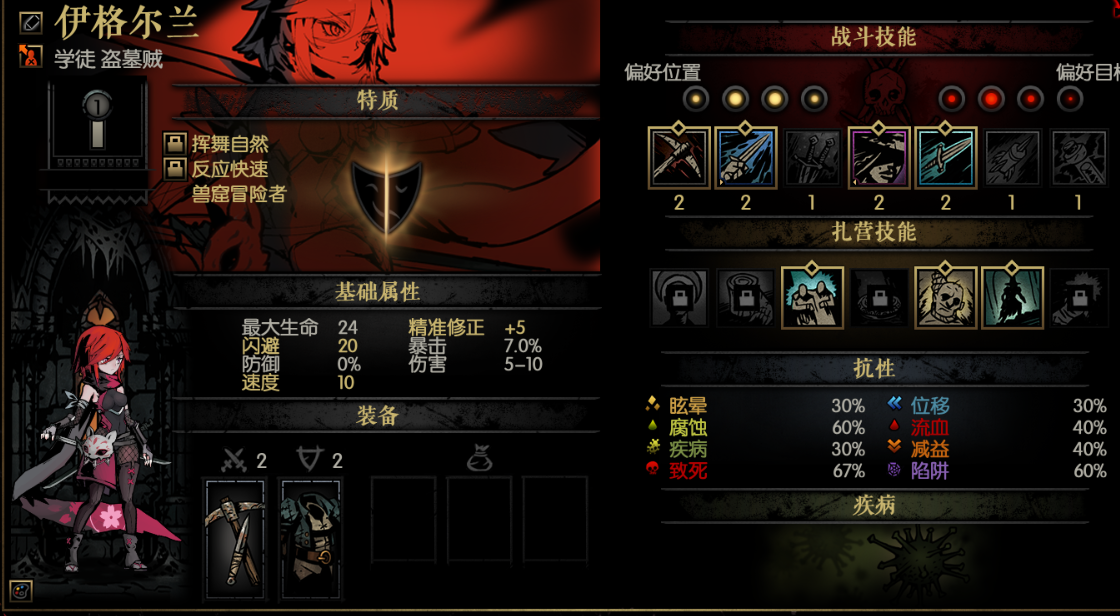 伊格尔兰
学徒 盗墓贼
1
特质
挥舞自然
反应快速
兽窟冒险者
基础属性
最大生命 24 精准修正 +5
闪避 20 暴击 7.0%
防御 0% 伤害 5-10
速度 10
装备
2 2
战斗技能
偏好位置 偏好目标
2 2 1 2 2 1 1
扎营技能
抗性
眩晕 30% 位移 30%
腐蚀 60% 流血 40%
疾病 30% 减益 40%
致死 67% 陷阱 60%
疾病